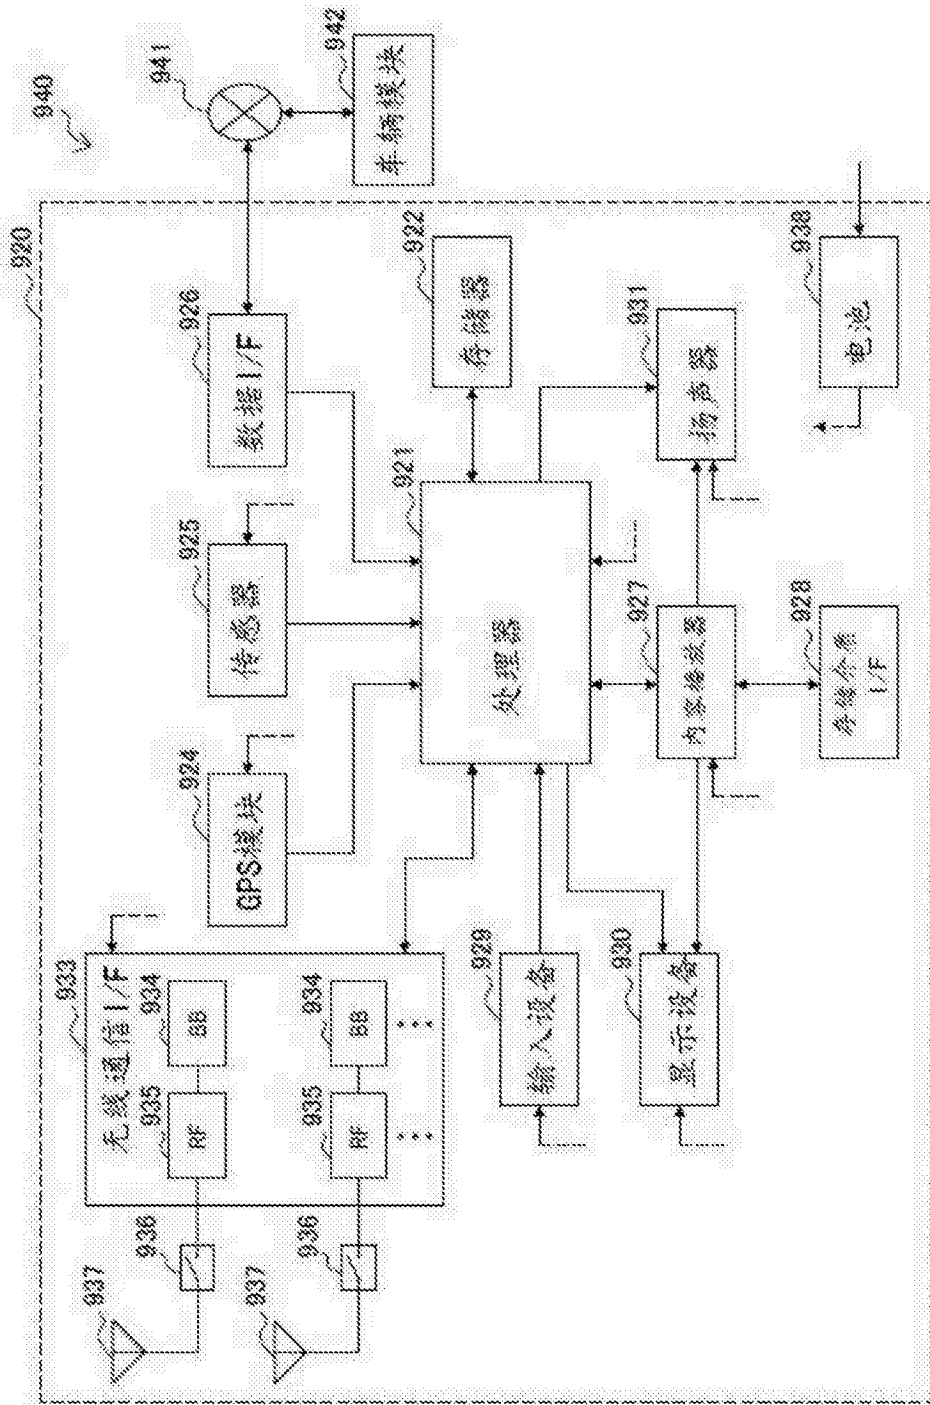 940
920
941
942
车辆模块
933
无线通信I/F
934
BB
935
RF
934
BB
935
RF
936
936
937
937
924
GPS模块
925
传感器
926
数据I/F
921
处理器
922
存储器
929
输入设备
930
显示设备
927
内容播放器
931
扬声器
928
存储介质
I/F
938
电池